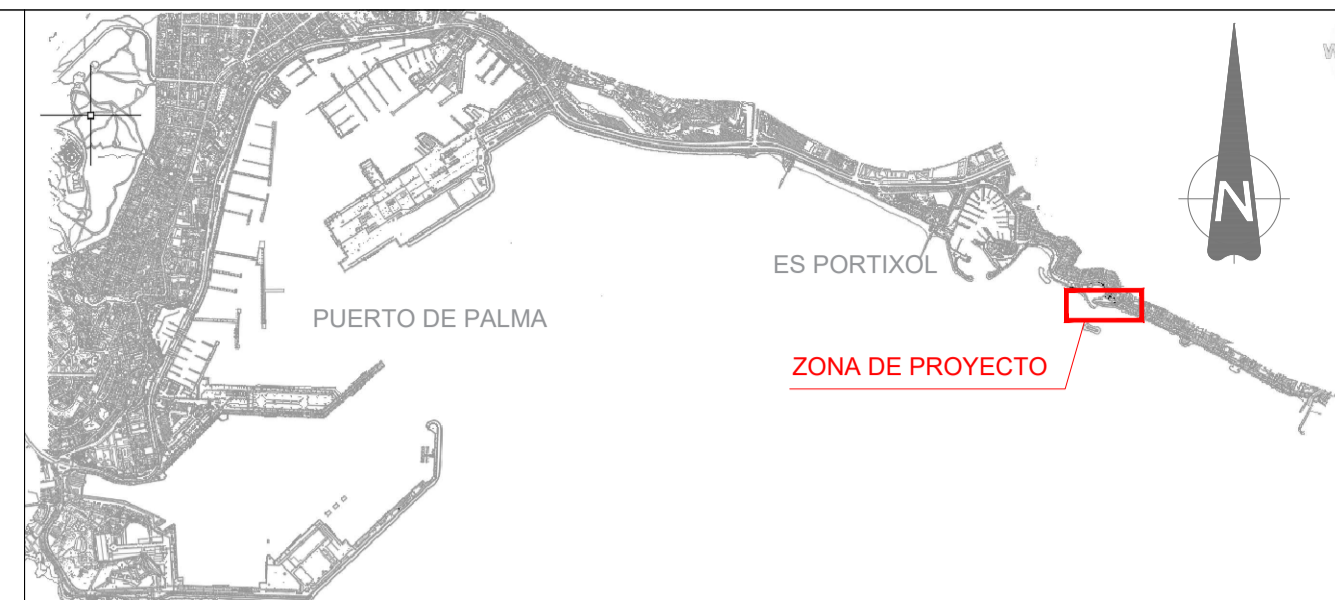 W
N
ES PORTIXOL
PUERTO DE PALMA
ZONA DE PROYECTO